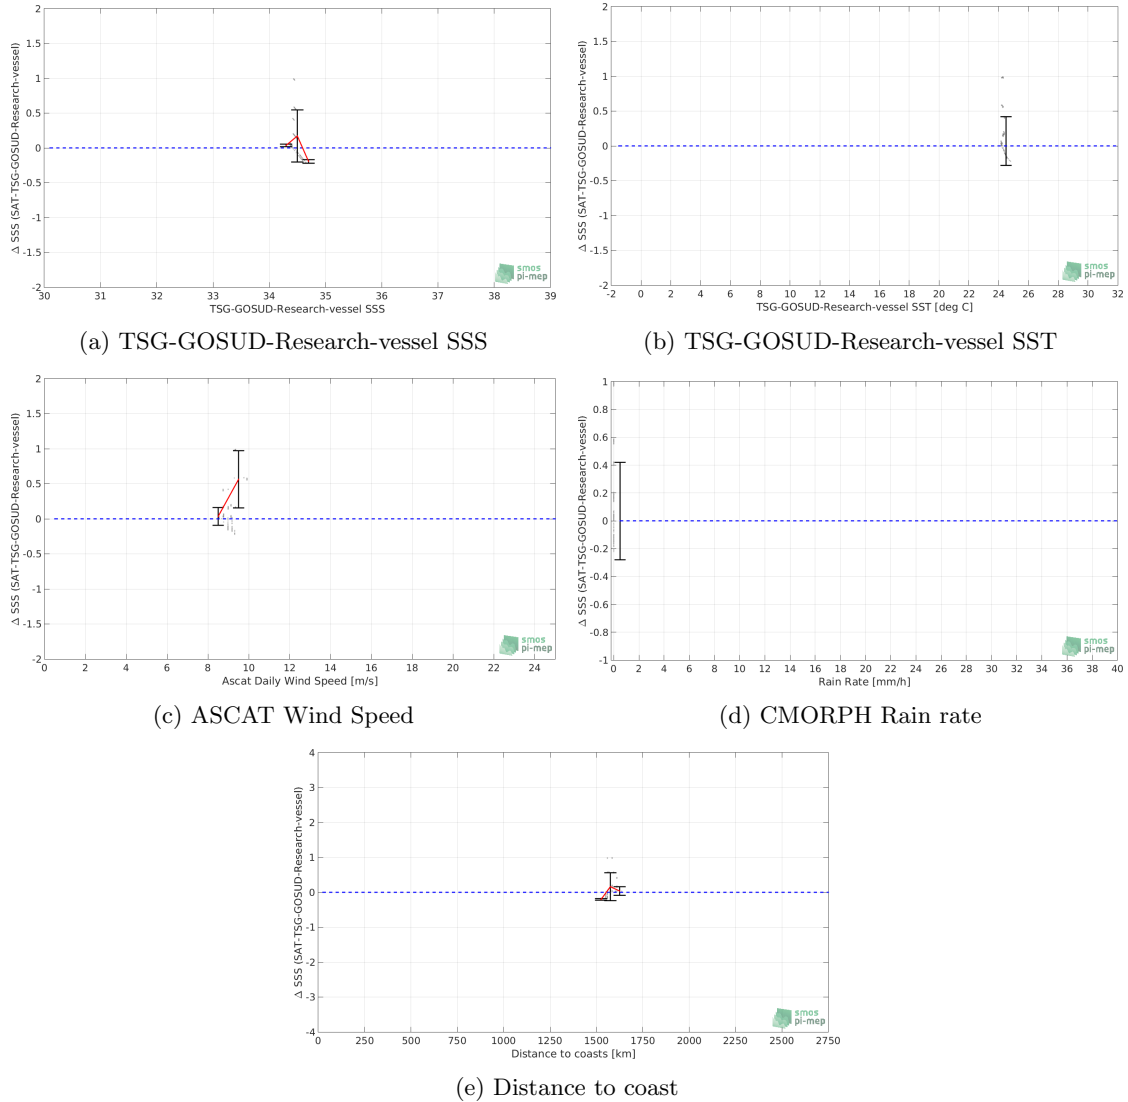 Δ SSS (SAT-TSG-GOSUD-Research-vessel)
2
1.5
1
0.5
0
-0.5
-1
-1.5
-2
30 31 32 33 34 35 36 37 38 39
TSG-GOSUD-Research-vessel SSS
smos
pi-mep
(a) TSG-GOSUD-Research-vessel SSS
Δ SSS (SAT-TSG-GOSUD-Research-vessel)
2
1.5
1
0.5
0
-0.5
-1
-1.5
-2
-2 0 2 4 6 8 10 12 14 16 18 20 22 24 26 28 30 32
TSG-GOSUD-Research-vessel SST [deg C]
smos
pi-mep
(b) TSG-GOSUD-Research-vessel SST
Δ SSS (SAT-TSG-GOSUD-Research-vessel)
2
1.5
1
0.5
0
-0.5
-1
-1.5
-2
0 2 4 6 8 10 12 14 16 18 20 22 24
Ascat Daily Wind Speed [m/s]
smos
pi-mep
(c) ASCAT Wind Speed
Δ SSS (SAT-TSG-GOSUD-Research-vessel)
1
0.8
0.6
0.4
0.2
0
-0.2
-0.4
-0.6
-0.8
-1
0 2 4 6 8 10 12 14 16 18 20 22 24 26 28 30 32 34 36 38 40
Rain Rate [mm/h]
smos
pi-mep
(d) CMORPH Rain rate
Δ SSS (SAT-TSG-GOSUD-Research-vessel)
4
3
2
1
0
-1
-2
-3
-4
0 250 500 750 1000 1250 1500 1750 2000 2250 2500 2750
Distance to coasts [km]
smos
pi-mep
(e) Distance to coast